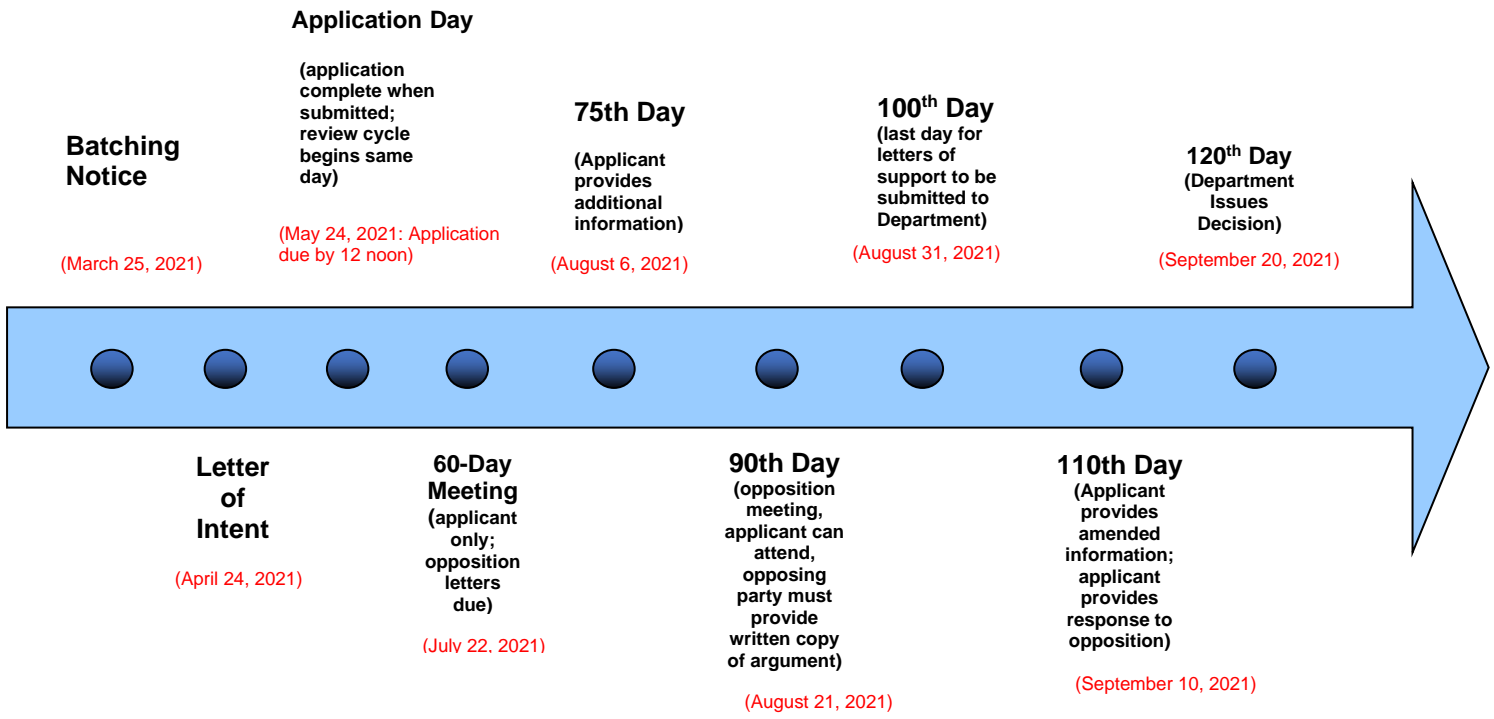 Application Day
(application
complete when
submitted;
review cycle
begins same
day)
(May 24, 2021: Application
due by 12 noon)
Batching
Notice
(March 25, 2021)
75th Day
(Applicant
provides
additional
information)
(August 6, 2021)
100th Day
(last day for
letters of
support to be
submitted to
Department)
(August 31, 2021)
120th Day
(Department
Issues
Decision)
(September 20, 2021)
Letter
of
Intent
(April 24, 2021)
60-Day
Meeting
(applicant
only;
opposition
letters
due)
(July 22, 2021)
90th Day
(opposition
meeting,
applicant can
attend,
opposing
party must
provide
written copy
of argument)
(August 21, 2021)
110th Day
(Applicant
provides
amended
information;
applicant
provides
response to
opposition)
(September 10, 2021)